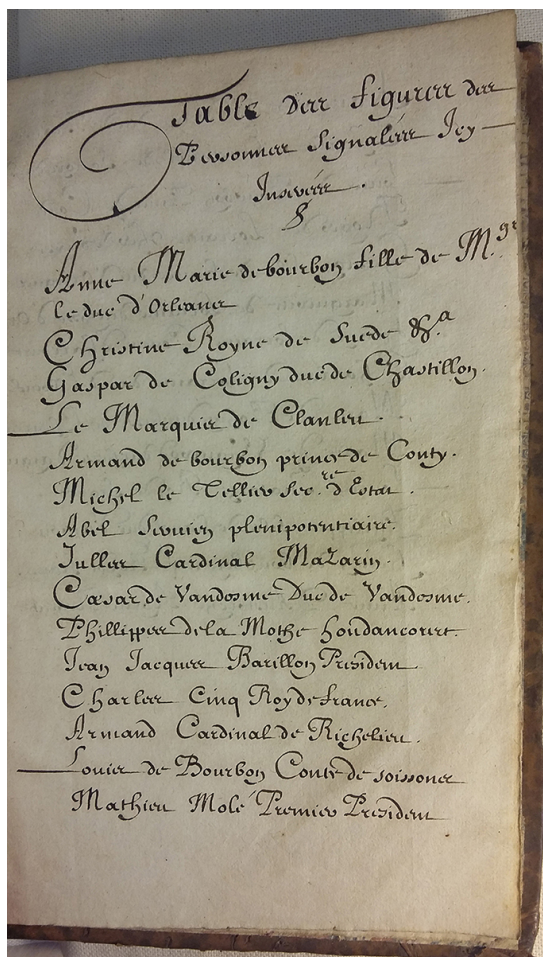 Table des figures des
Personnes Signalées Icy
Inserées.
Anne Marie de bourbon fille de Mgr.
le duc d'Orleans
Christine Royne de Suede &.a
Gaspar de Coligny duc de Chastillon.
Le Marquis de Clanleu.
Armand de bourbon prince de Conty.
Michel le Tellier Sec.re d'Estat.
Abel Servien plenipotentiaire.
Julles Cardinal Mazarin.
Cæsar de Vandosme Duc de Vandosme.
Phillippes de la Mothe houdancourt.
Jean Jacques Barillon President
Charles Cinq Roy de france.
Armand Cardinal de Richelieu.
Louis de Bourbon Conte de soissons
Mathieu Molé Premier President